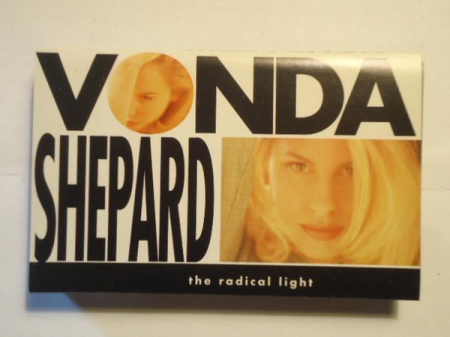 VONDA
SHEPARD
the radical light